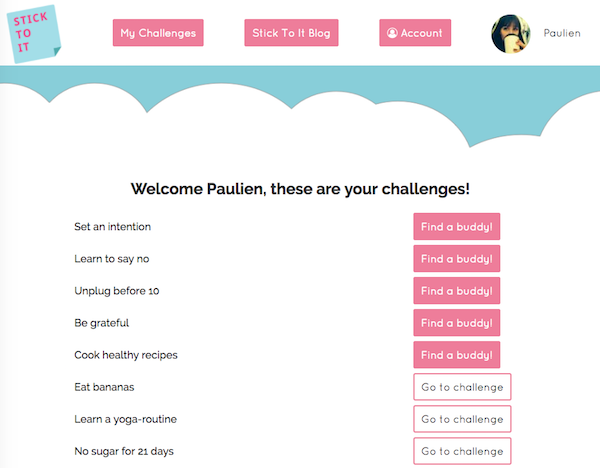 STICK
TO
IT
My Challenges
Stick To It Blog
Account
Paulien
Welcome Paulien, these are your challenges!
Set an intention Find a buddy!
Learn to say no Find a buddy!
Unplug before 10 Find a buddy!
Be grateful Find a buddy!
Cook healthy recipes Find a buddy!
Eat bananas Go to challenge
Learn a yoga-routine Go to challenge
No sugar for 21 days Go to challenge